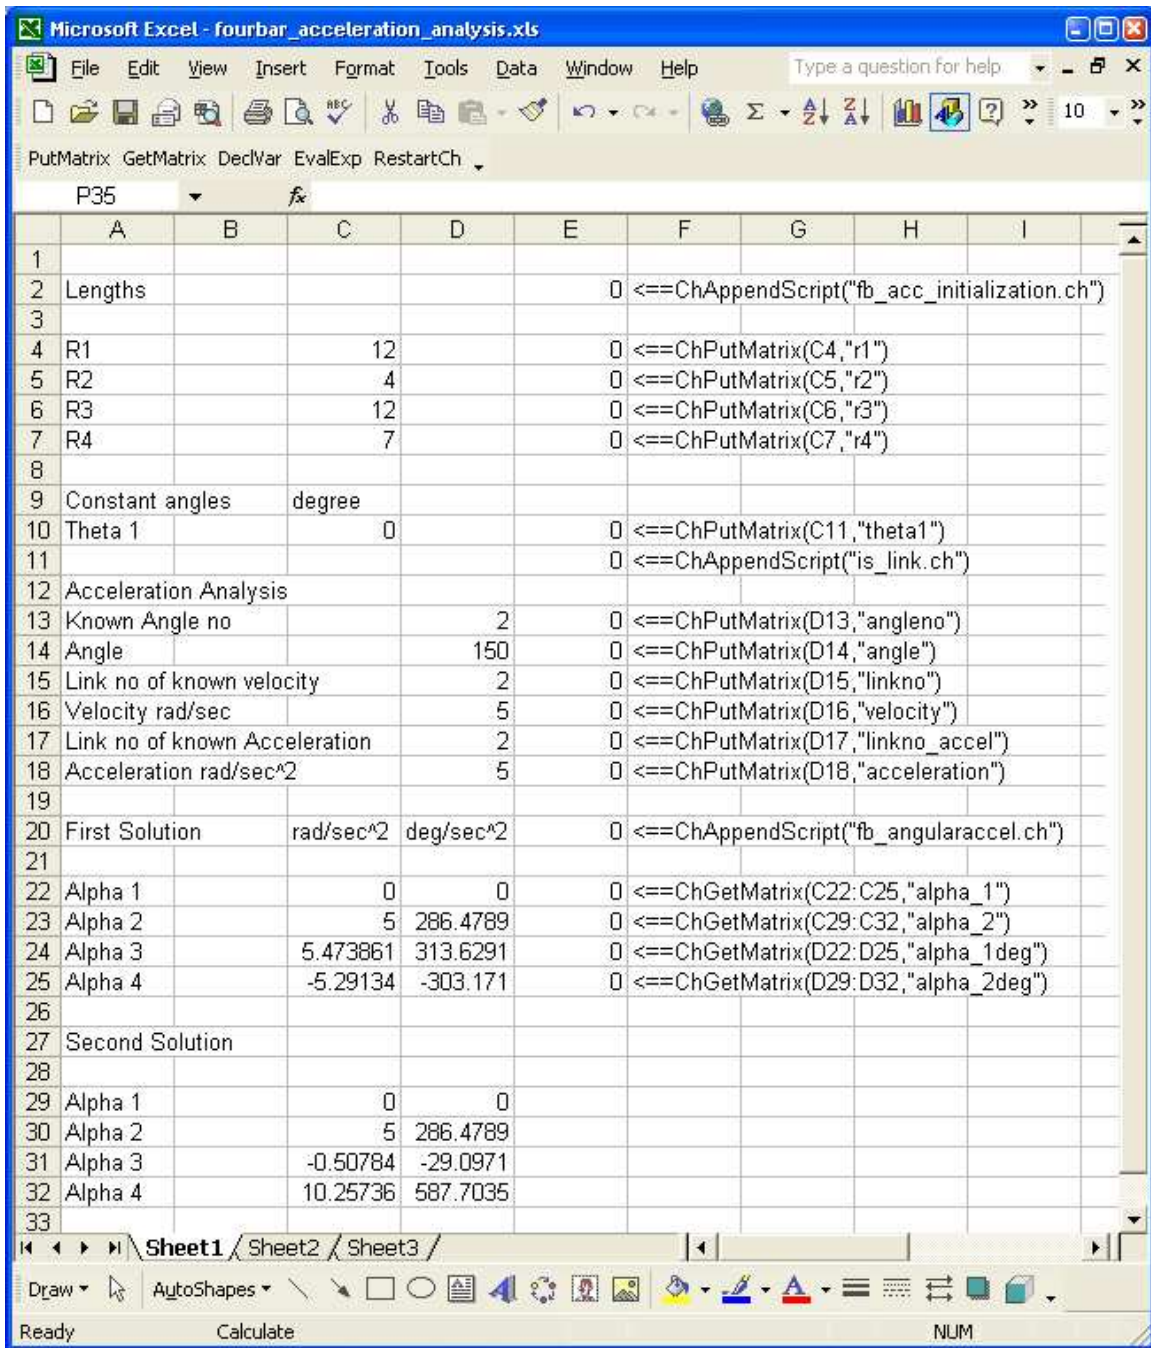 Microsoft Excel - fourbar_acceleration_analysis.xls
File Edit View Insert Format Tools Data Window Help Type a question for help
ABC Σ A Z Z A ? » 10 »
PutMatrix GetMatrix DeclVar EvalExp RestartCh
P35 fx
A B C D E F G H I
1
2 Lengths 0 <==ChAppendScript("fb_acc_initialization.ch")
3
4 R1 12 0 <==ChPutMatrix(C4,"r1")
5 R2 4 0 <==ChPutMatrix(C5,"r2")
6 R3 12 0 <==ChPutMatrix(C6,"r3")
7 R4 7 0 <==ChPutMatrix(C7,"r4")
8
9 Constant angles degree
10 Theta 1 0 0 <==ChPutMatrix(C11,"theta1")
11 0 <==ChAppendScript("is_link.ch")
12 Acceleration Analysis
13 Known Angle no 2 0 <==ChPutMatrix(D13,"angleno")
14 Angle 150 0 <==ChPutMatrix(D14,"angle")
15 Link no of known velocity 2 0 <==ChPutMatrix(D15,"linkno")
16 Velocity rad/sec 5 0 <==ChPutMatrix(D16,"velocity")
17 Link no of known Acceleration 2 0 <==ChPutMatrix(D17,"linkno_accel")
18 Acceleration rad/sec^2 5 0 <==ChPutMatrix(D18,"acceleration")
19
20 First Solution rad/sec^2 deg/sec^2 0 <==ChAppendScript("fb_angularaccel.ch")
21
22 Alpha 1 0 0 0 <==ChGetMatrix(C22:C25,"alpha_1")
23 Alpha 2 5 286.4789 0 <==ChGetMatrix(C29:C32,"alpha_2")
24 Alpha 3 5.473861 313.6291 0 <==ChGetMatrix(D22:D25,"alpha_1deg")
25 Alpha 4 -5.29134 -303.171 0 <==ChGetMatrix(D29:D32,"alpha_2deg")
26
27 Second Solution
28
29 Alpha 1 0 0
30 Alpha 2 5 286.4789
31 Alpha 3 -0.50784 -29.0971
32 Alpha 4 10.25736 587.7035
33
Sheet1 / Sheet2 / Sheet3 /
Draw AutoShapes A A
Ready Calculate NUM